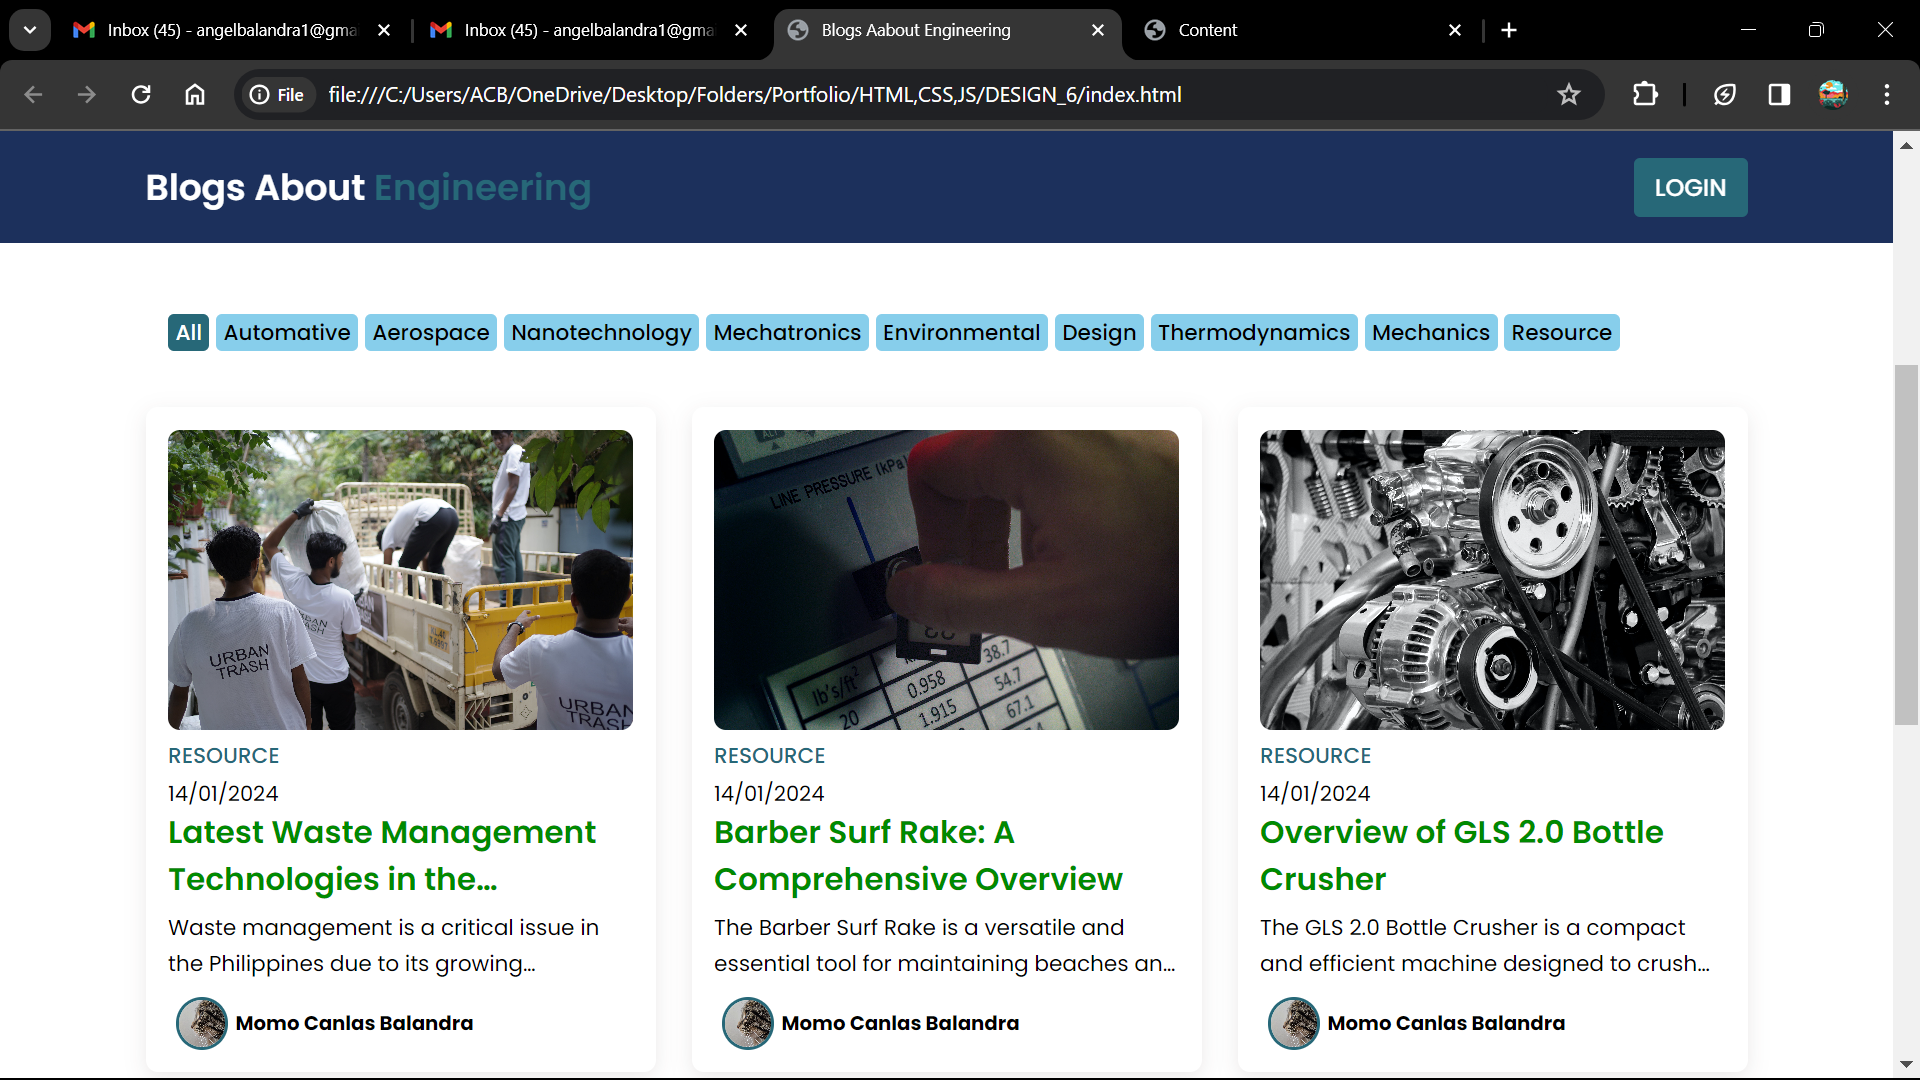 Inbox (45) - angelbalandra1@gma
Inbox (45) - angelbalandra1@gma
Blogs Aabout Engineering
Content
File
file:///C:/Users/ACB/OneDrive/Desktop/Folders/Portfolio/HTML,CSS,JS/DESIGN_6/index.html
Blogs About Engineering
LOGIN
All Automative Aerospace Nanotechnology Mechatronics Environmental Design Thermodynamics Mechanics Resource
URBAN
TRASH
URBAN
TRASH
LINE PRESSURE (kPa)
lb's/ft²
0.958
38.7
20
1.915
54.7
67.1
RESOURCE
14/01/2024
Latest Waste Management
Technologies in the...
Waste management is a critical issue in
the Philippines due to its growing...
Momo Canlas Balandra
RESOURCE
14/01/2024
Barber Surf Rake: A
Comprehensive Overview
The Barber Surf Rake is a versatile and
essential tool for maintaining beaches an...
Momo Canlas Balandra
RESOURCE
14/01/2024
Overview of GLS 2.0 Bottle
Crusher
The GLS 2.0 Bottle Crusher is a compact
and efficient machine designed to crush...
Momo Canlas Balandra